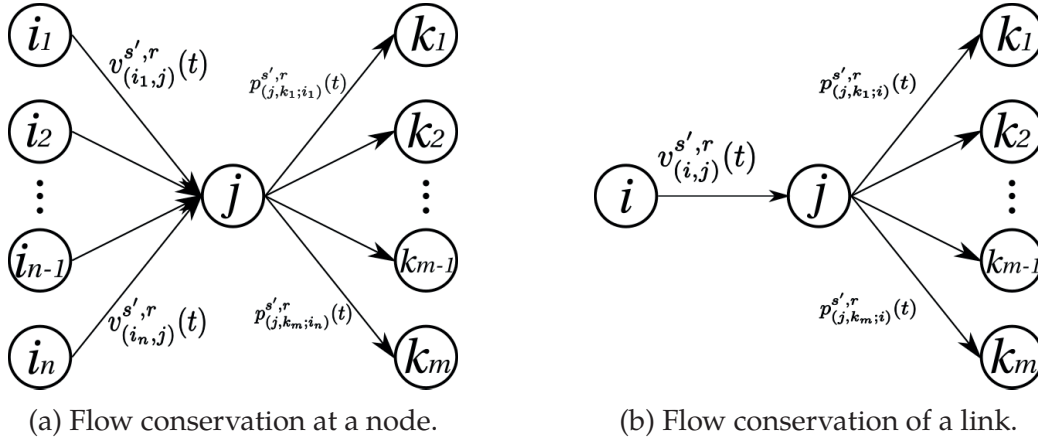 i1
i2
⋮
in-1
in
v^{s′,r}_{(i1,j)}(t)
v^{s′,r}_{(in,j)}(t)
j
p^{s′,r}_{(j,k1;i1)}(t)
p^{s′,r}_{(j,km;in)}(t)
k1
k2
⋮
km-1
km
(a) Flow conservation at a node.
i
v^{s′,r}_{(i,j)}(t)
j
p^{s′,r}_{(j,k1;i)}(t)
p^{s′,r}_{(j,km;i)}(t)
k1
k2
⋮
km-1
km
(b) Flow conservation of a link.